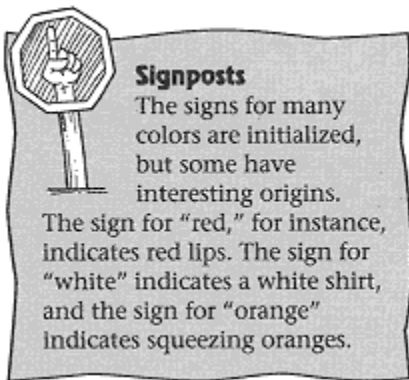 Signposts
The signs for many
colors are initialized,
but some have
interesting origins.
The sign for “red,” for instance,
indicates red lips. The sign for
“white” indicates a white shirt,
and the sign for “orange”
indicates squeezing oranges.